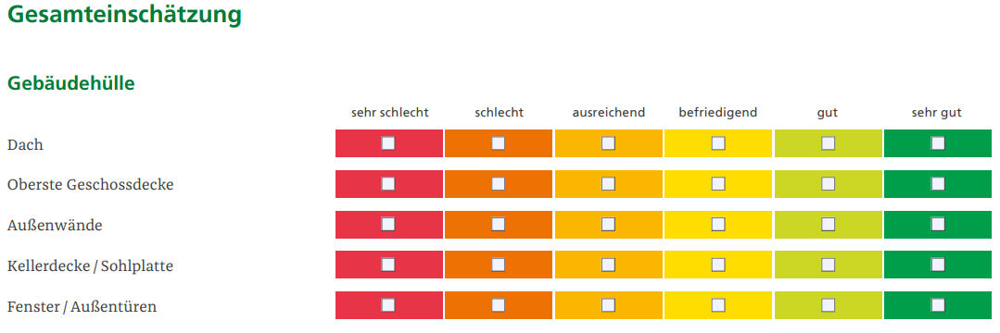 Gesamteinschätzung
Gebäudehülle
sehr schlecht schlecht ausreichend befriedigend gut sehr gut
Dach
Oberste Geschossdecke
Außenwände
Kellerdecke / Sohlplatte
Fenster / Außentüren